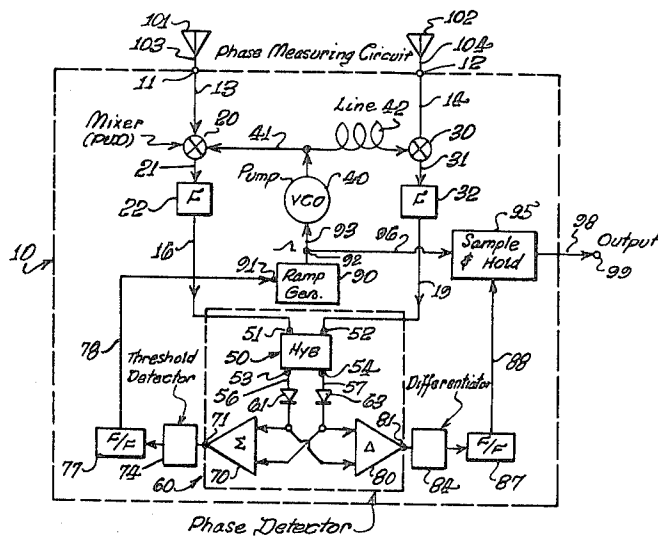 101
102
103
104
Phase Measuring Circuit
11
12
13
14
Line 42
20
41
30
Mixer
(PUO)
21
31
Pump
VCO
40
F
22
F
32
93
95
98
Output
99
10
16
92
96
Sample
& Hold
91
Ramp
Gen.
90
19
78
51
52
50
HYB
88
Threshold
Detector
53
54
56
57
Differentiator
61
63
71
81
F/F
77
74
Σ
70
Δ
80
84
F/F
87
60
Phase Detector